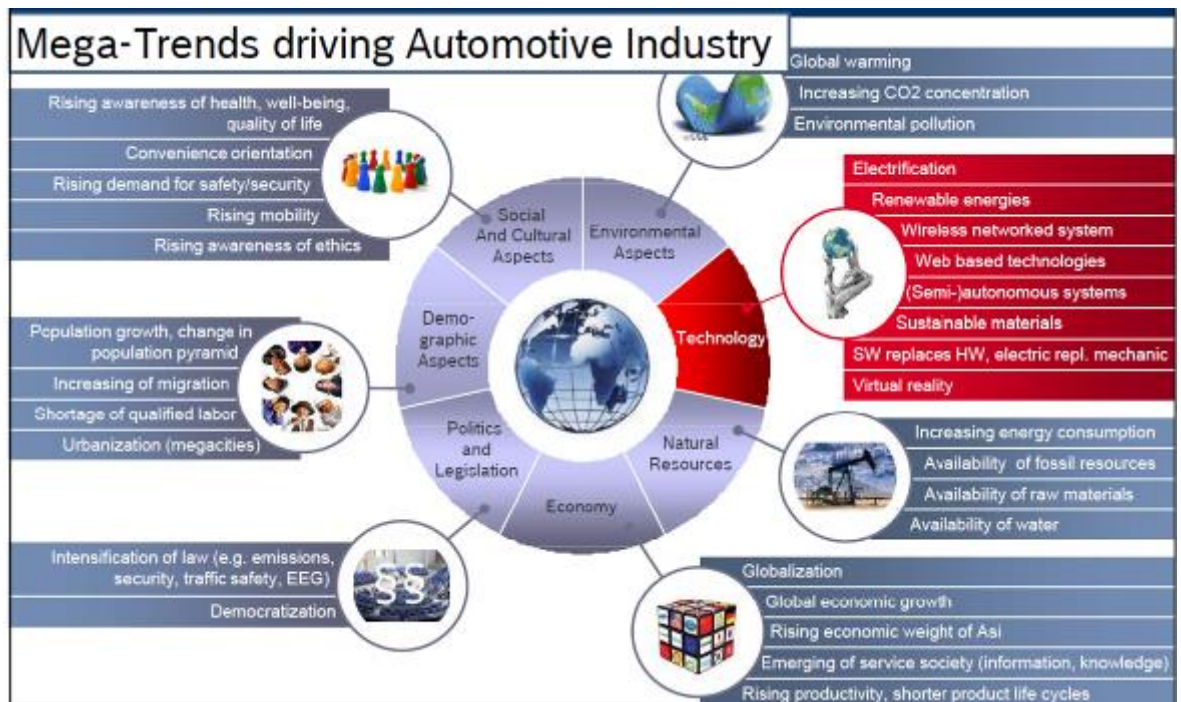 Mega-Trends driving Automotive Industry
Global warming
Increasing CO2 concentration
Environmental pollution
Rising awareness of health, well-being,
quality of life
Convenience orientation
Rising demand for safety/security
Rising mobility
Rising awareness of ethics
Social
And Cultural
Aspects
Environmental
Aspects
Electrification
Renewable energies
Wireless networked system
Web based technologies
(Semi-)autonomous systems
Sustainable materials
SW replaces HW, electric repl. mechanic
Virtual reality
Technology
Demo-
graphic
Aspects
Population growth, change in
population pyramid
Increasing of migration
Shortage of qualified labor
Urbanization (megacities)
Politics
and
Legislation
Natural
Resources
Economy
Increasing energy consumption
Availability of fossil resources
Availability of raw materials
Availability of water
Intensification of law (e.g. emissions,
security, traffic safety, EEG)
Democratization
§§
Globalization
Global economic growth
Rising economic weight of Asi
Emerging of service society (information, knowledge)
Rising productivity, shorter product life cycles